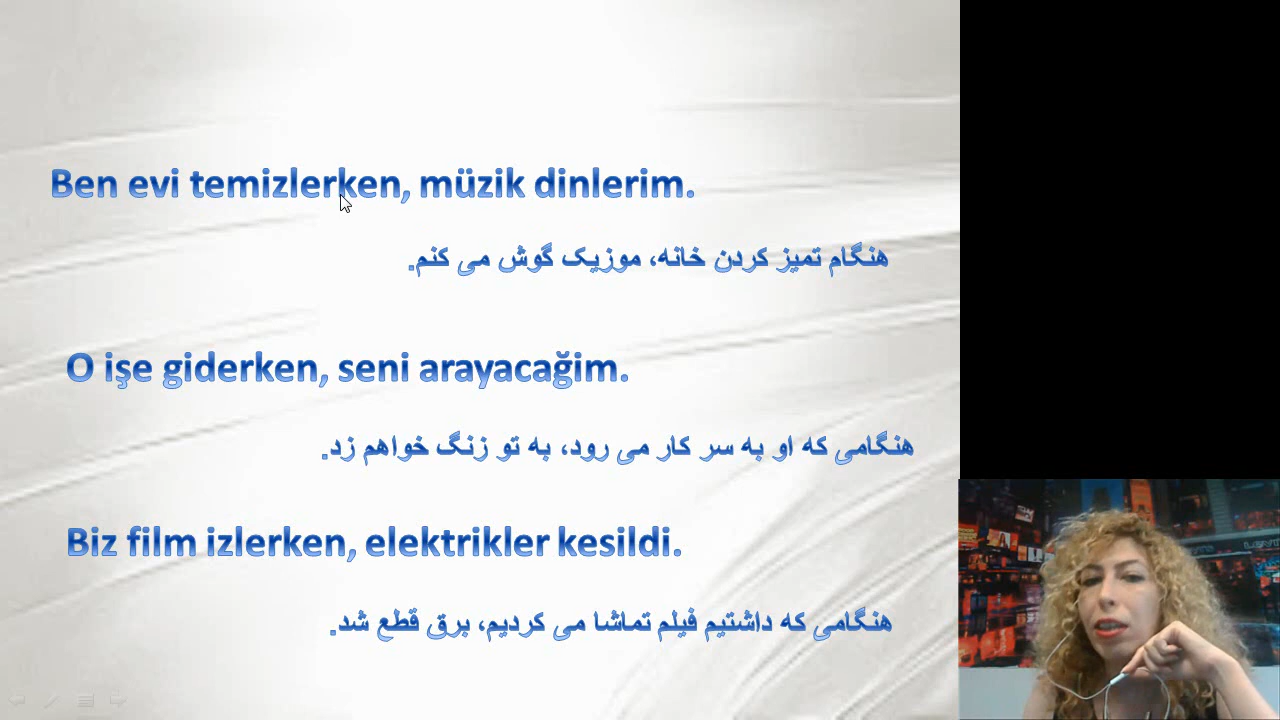 Ben evi temizlerken, müzik dinlerim.
هنگام تمیز کردن خانه، موزیک گوش می کنم.
O işe giderken, seni arayacağim.
هنگامی که او به سر کار می رود، به تو زنگ خواهم زد.
Biz film izlerken, elektrikler kesildi.
هنگامی که داشتیم فیلم تماشا می کردیم، برق قطع شد.